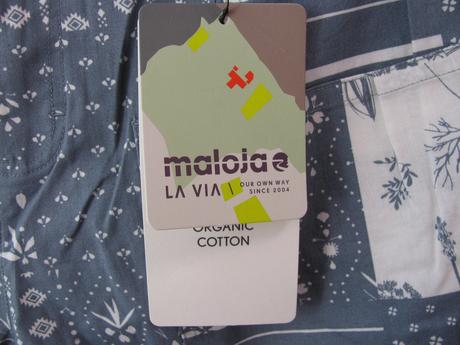 maloja
LA VIA | OUR OWN WAY
SINCE 2004
ORGANIC
COTTON